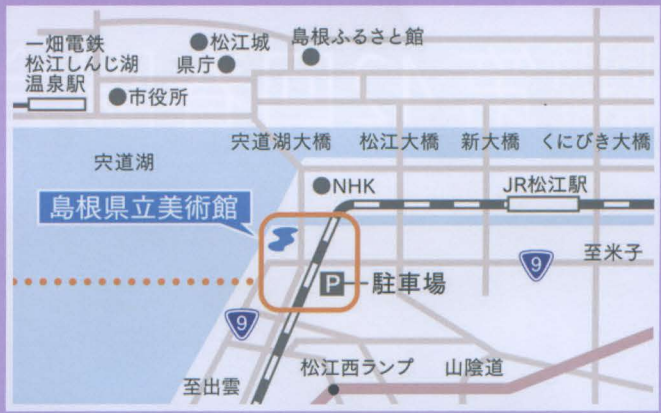 一畑電鉄
松江しんじ湖
温泉駅
●松江城
県庁●
島根ふるさと館
●市役所
宍道湖大橋
松江大橋
新大橋
くにびき大橋
宍道湖
●NHK
JR松江駅
島根県立美術館
9
至米子
P
駐車場
9
至出雲
松江西ランプ
山陰道